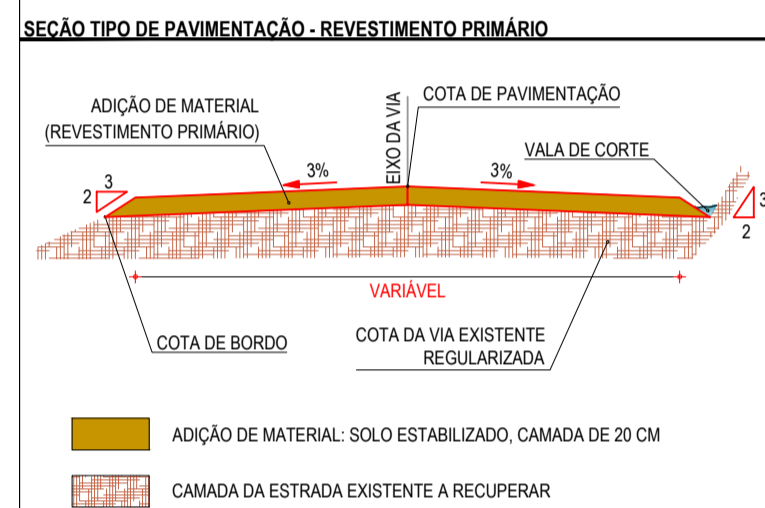 SEÇÃO TIPO DE PAVIMENTAÇÃO - REVESTIMENTO PRIMÁRIO
ADIÇÃO DE MATERIAL
(REVESTIMENTO PRIMÁRIO)
EIXO DA VIA
COTA DE PAVIMENTAÇÃO
VALA DE CORTE
3%
3%
3
2
3
2
VARIÁVEL
COTA DE BORDO
COTA DA VIA EXISTENTE
REGULARIZADA
ADIÇÃO DE MATERIAL: SOLO ESTABILIZADO, CAMADA DE 20 CM
CAMADA DA ESTRADA EXISTENTE A RECUPERAR